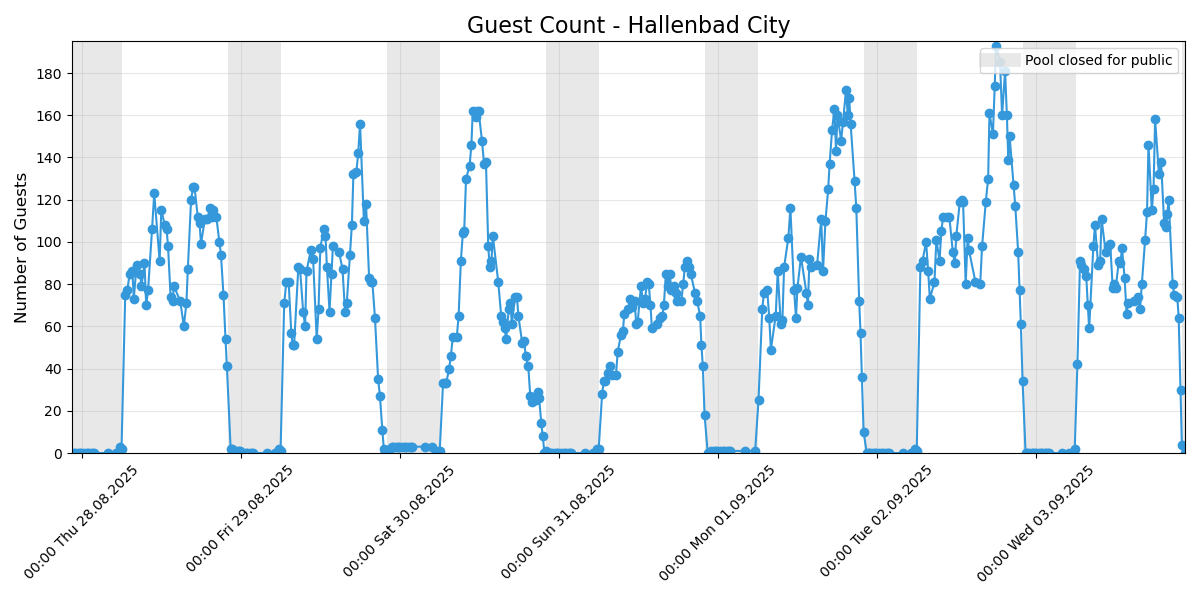 Guest Count - Hallenbad City
Pool closed for public
Number of Guests
180
160
140
120
100
80
60
40
20
0
00:00 Thu 28.08.2025
00:00 Fri 29.08.2025
00:00 Sat 30.08.2025
00:00 Sun 31.08.2025
00:00 Mon 01.09.2025
00:00 Tue 02.09.2025
00:00 Wed 03.09.2025